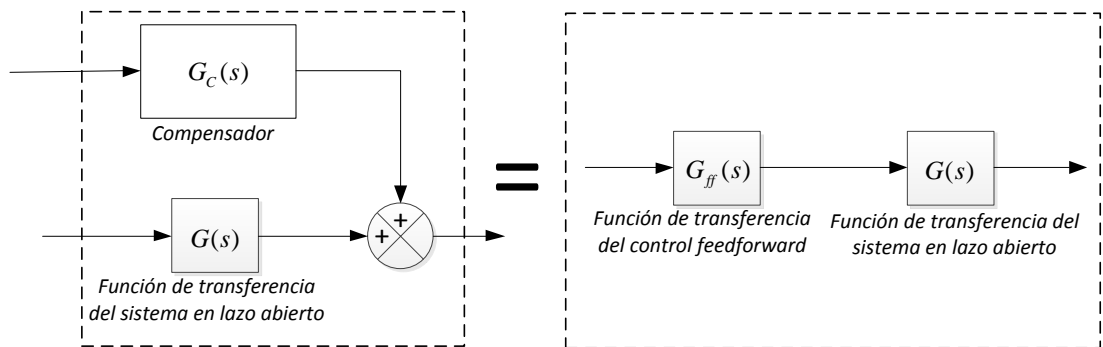 G_C(s)
Compensador
+
+
G(s)
Función de transferencia
del sistema en lazo abierto
=
G_ff(s)
Función de transferencia
del control feedforward
G(s)
Función de transferencia del
sistema en lazo abierto